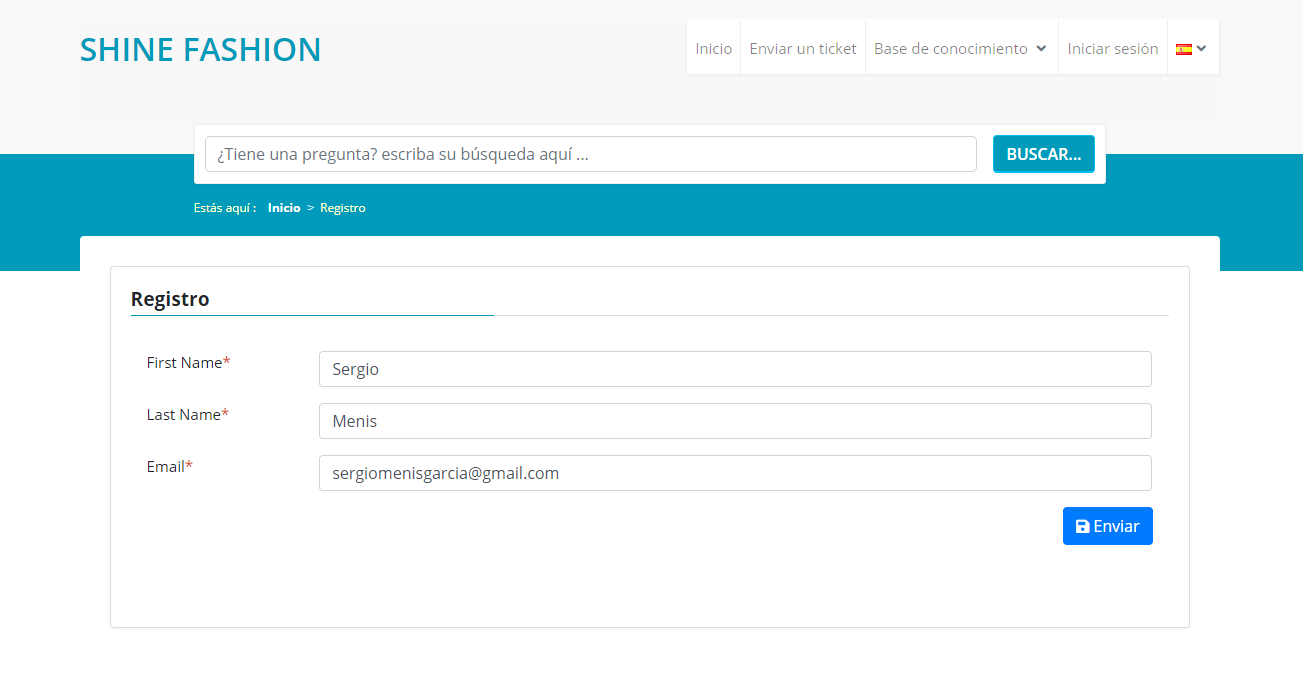 SHINE FASHION
Inicio Enviar un ticket Base de conocimiento Iniciar sesión
¿Tiene una pregunta? escriba su búsqueda aquí ... BUSCAR...
Estás aquí : Inicio > Registro
Registro
First Name* Sergio
Last Name* Menis
Email* sergiomenisgarcia@gmail.com
Enviar